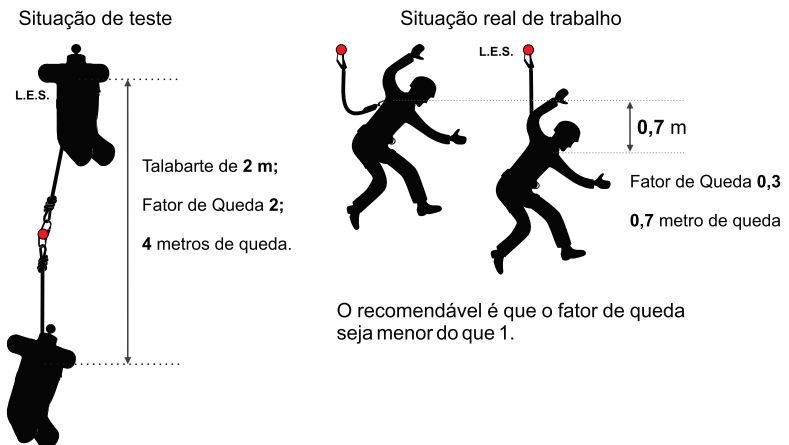 Situação de teste
L.E.S.
Talabarte de 2 m;
Fator de Queda 2;
4 metros de queda.
Situação real de trabalho
L.E.S.
0,7 m
Fator de Queda 0,3
0,7 metro de queda
O recomendável é que o fator de queda
seja menor do que 1.